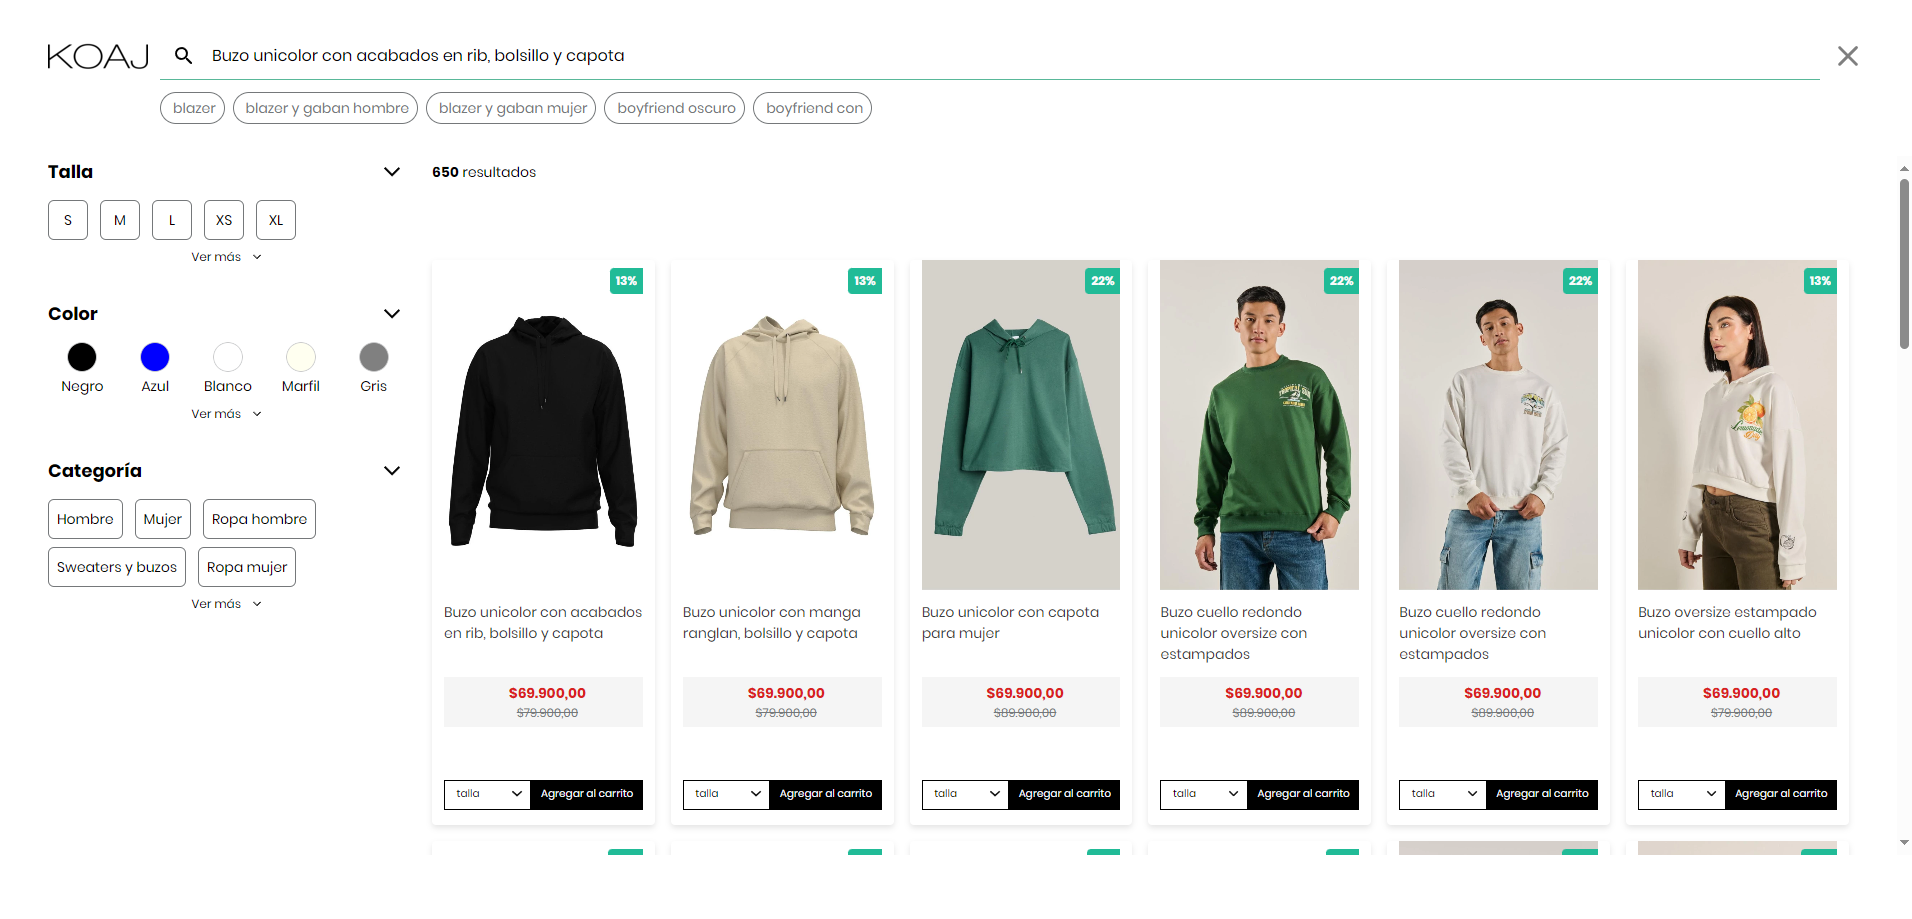 KOAJ
Buzo unicolor con acabados en rib, bolsillo y capota
blazer
blazer y gaban hombre
blazer y gaban mujer
boyfriend oscuro
boyfriend con
Talla
S
M
L
XS
XL
Ver más
Color
Negro
Azul
Blanco
Marfil
Gris
Ver más
Categoría
Hombre
Mujer
Ropa hombre
Sweaters y buzos
Ropa mujer
Ver más
650 resultados
13%
Buzo unicolor con acabados
en rib, bolsillo y capota
$69.900,00
$79.900,00
talla
Agregar al carrito
13%
Buzo unicolor con manga
ranglan, bolsillo y capota
$69.900,00
$79.900,00
talla
Agregar al carrito
22%
Buzo unicolor con capota
para mujer
$69.900,00
$89.900,00
talla
Agregar al carrito
22%
Buzo cuello redondo
unicolor oversize con
estampados
$69.900,00
$89.900,00
talla
Agregar al carrito
22%
Buzo cuello redondo
unicolor oversize con
estampados
$69.900,00
$89.900,00
talla
Agregar al carrito
13%
Buzo oversize estampado
unicolor con cuello alto
$69.900,00
$79.900,00
talla
Agregar al carrito